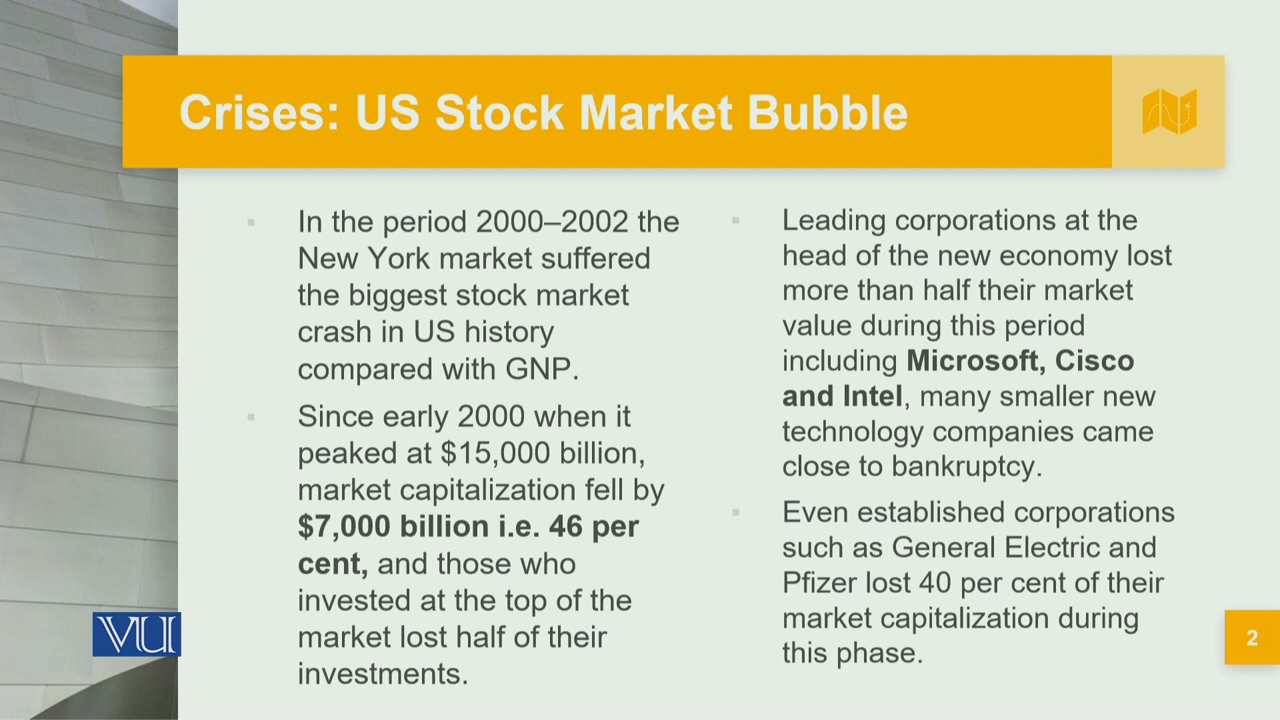 Crises: US Stock Market Bubble
In the period 2000–2002 the
New York market suffered
the biggest stock market
crash in US history
compared with GNP.
Since early 2000 when it
peaked at $15,000 billion,
market capitalization fell by
$7,000 billion i.e. 46 per
cent, and those who
invested at the top of the
market lost half of their
investments.
Leading corporations at the
head of the new economy lost
more than half their market
value during this period
including Microsoft, Cisco
and Intel, many smaller new
technology companies came
close to bankruptcy.
Even established corporations
such as General Electric and
Pfizer lost 40 per cent of their
market capitalization during
this phase.
VU
2